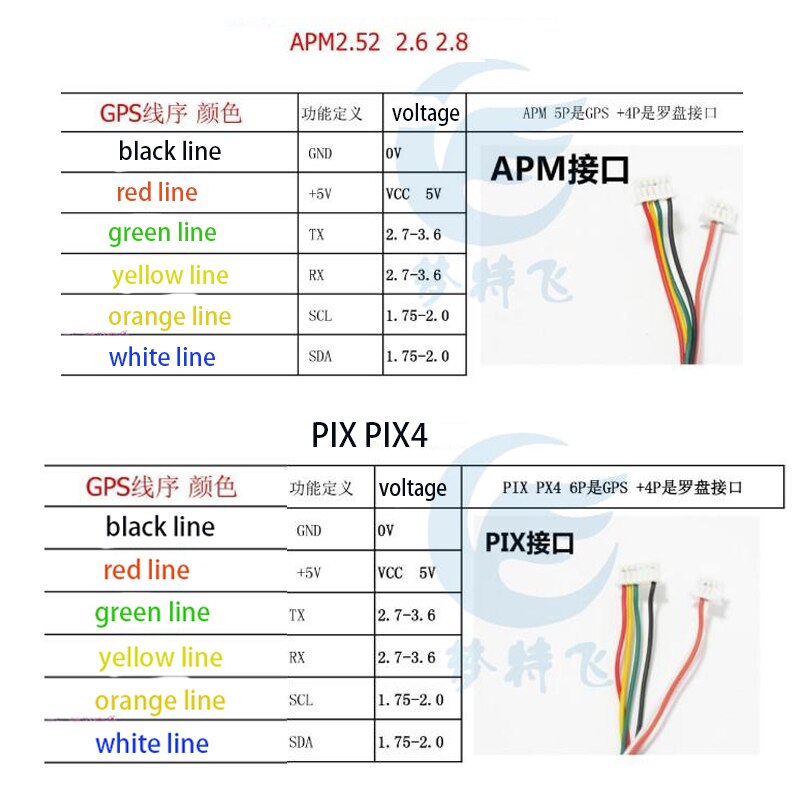 APM2.52 2.6 2.8
GPS线序 颜色 功能定义 voltage APM 5P是GPS +4P是罗盘接口
black line GND 0V
red line +5V VCC 5V
green line TX 2.7-3.6
yellow line RX 2.7-3.6
orange line SCL 1.75-2.0
white line SDA 1.75-2.0
APM接口
梦特飞
PIX PIX4
GPS线序 颜色 功能定义 voltage PIX PX4 6P是GPS +4P是罗盘接口
black line GND 0V
red line +5V VCC 5V
green line TX 2.7-3.6
yellow line RX 2.7-3.6
orange line SCL 1.75-2.0
white line SDA 1.75-2.0
PIX接口
梦特飞